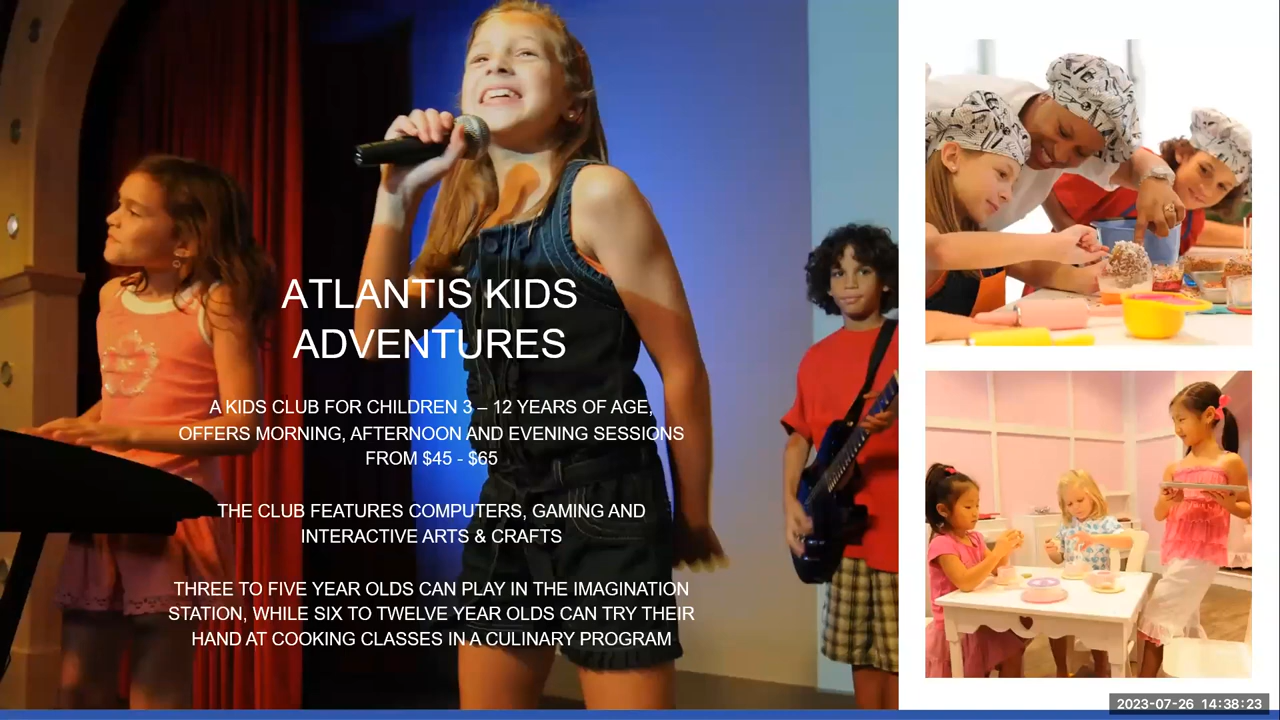 ATLANTIS KIDS
ADVENTURES
A KIDS CLUB FOR CHILDREN 3 – 12 YEARS OF AGE,
OFFERS MORNING, AFTERNOON AND EVENING SESSIONS
FROM $45 - $65
THE CLUB FEATURES COMPUTERS, GAMING AND
INTERACTIVE ARTS & CRAFTS
THREE TO FIVE YEAR OLDS CAN PLAY IN THE IMAGINATION
STATION, WHILE SIX TO TWELVE YEAR OLDS CAN TRY THEIR
HAND AT COOKING CLASSES IN A CULINARY PROGRAM
2023-07-26 14:38:23